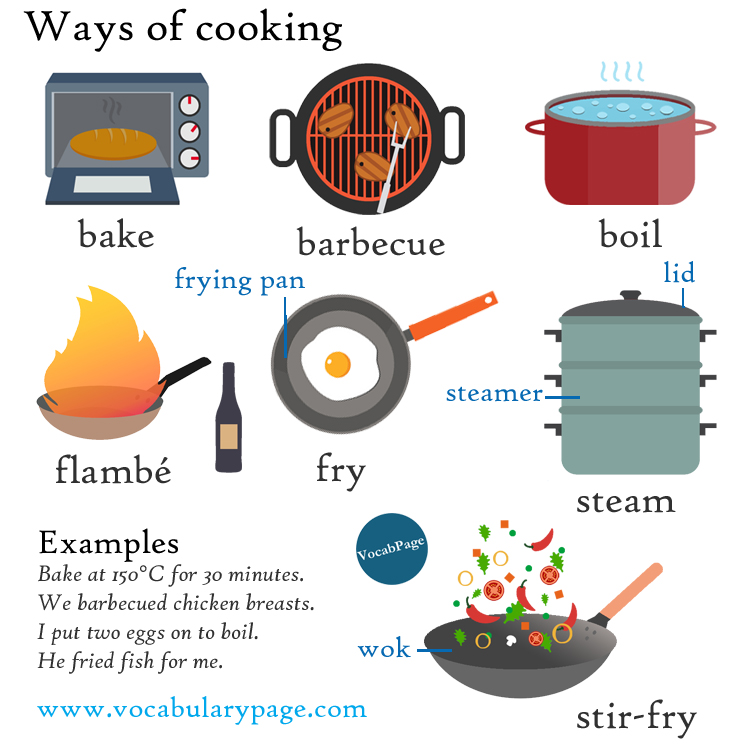 Ways of cooking
bake
barbecue
boil
frying pan
lid
steamer
flambé
fry
steam
Examples
Bake at 150°C for 30 minutes.
We barbecued chicken breasts.
I put two eggs on to boil.
He fried fish for me.
VocabPage
wok
www.vocabularypage.com
stir-fry